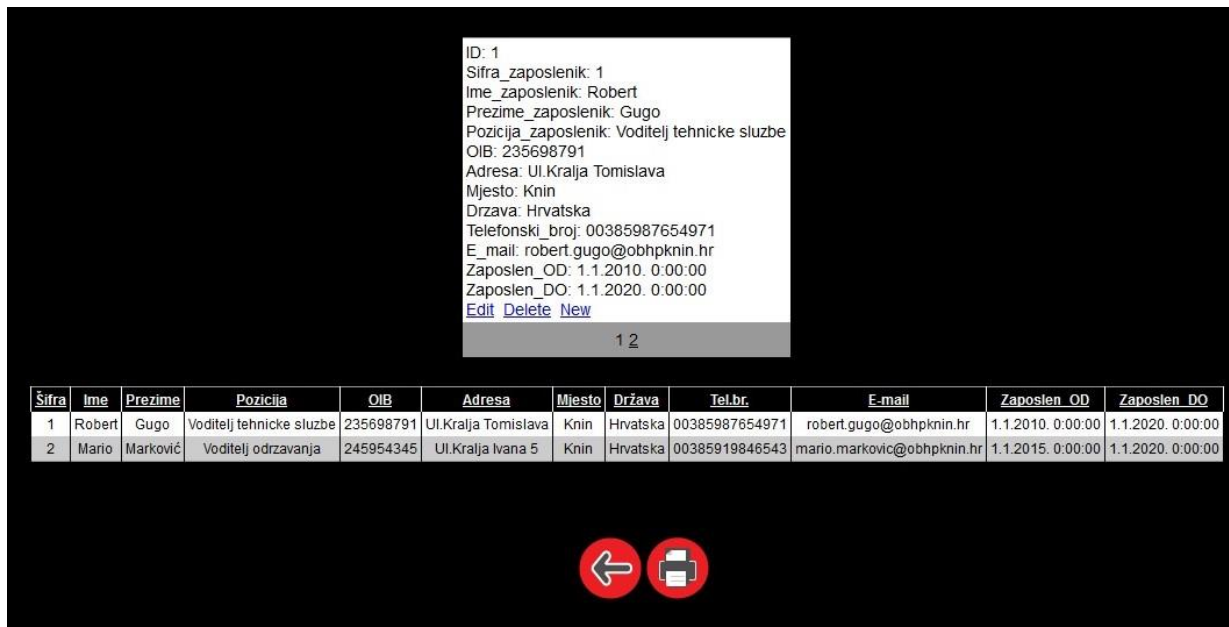 ID: 1
Sifra_zaposlenik: 1
Ime_zaposlenik: Robert
Prezime_zaposlenik: Gugo
Pozicija_zaposlenik: Voditelj tehnicke sluzbe
OIB: 235698791
Adresa: Ul.Kralja Tomislava
Mjesto: Knin
Drzava: Hrvatska
Telefonski_broj: 00385987654971
E_mail: robert.gugo@obhpknin.hr
Zaposlen_OD: 1.1.2010. 0:00:00
Zaposlen_DO: 1.1.2020. 0:00:00
Edit Delete New
1 2
Šifra Ime Prezime Pozicija OIB Adresa Mjesto Država Tel.br. E-mail Zaposlen_OD Zaposlen_DO
1 Robert Gugo Voditelj tehnicke sluzbe 235698791 Ul.Kralja Tomislava Knin Hrvatska 00385987654971 robert.gugo@obhpknin.hr 1.1.2010. 0:00:00 1.1.2020. 0:00:00
2 Mario Marković Voditelj odrzavanja 245954345 Ul.Kralja Ivana 5 Knin Hrvatska 00385919846543 mario.markovic@obhpknin.hr 1.1.2015. 0:00:00 1.1.2020. 0:00:00